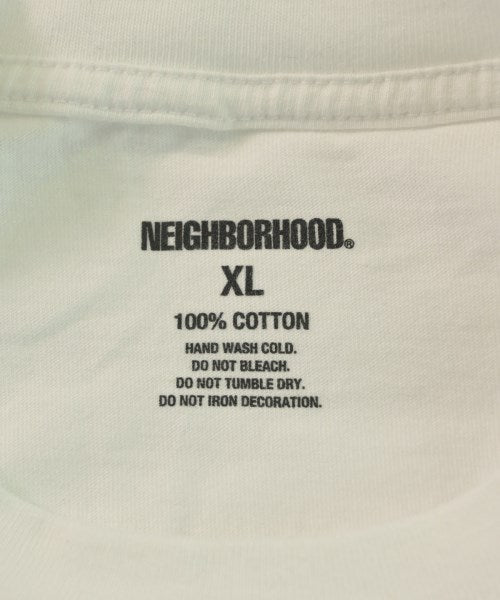 NEIGHBORHOOD®
XL
100% COTTON
HAND WASH COLD.
DO NOT BLEACH.
DO NOT TUMBLE DRY.
DO NOT IRON DECORATION.